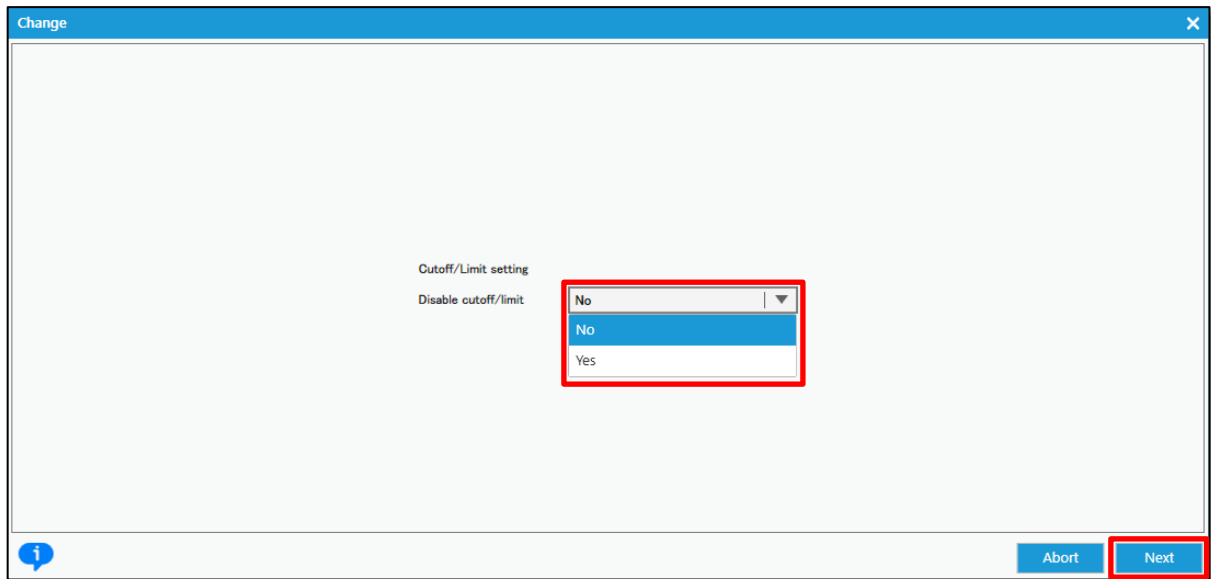 Change
Cutoff/Limit setting
Disable cutoff/limit No
No
Yes
Abort Next